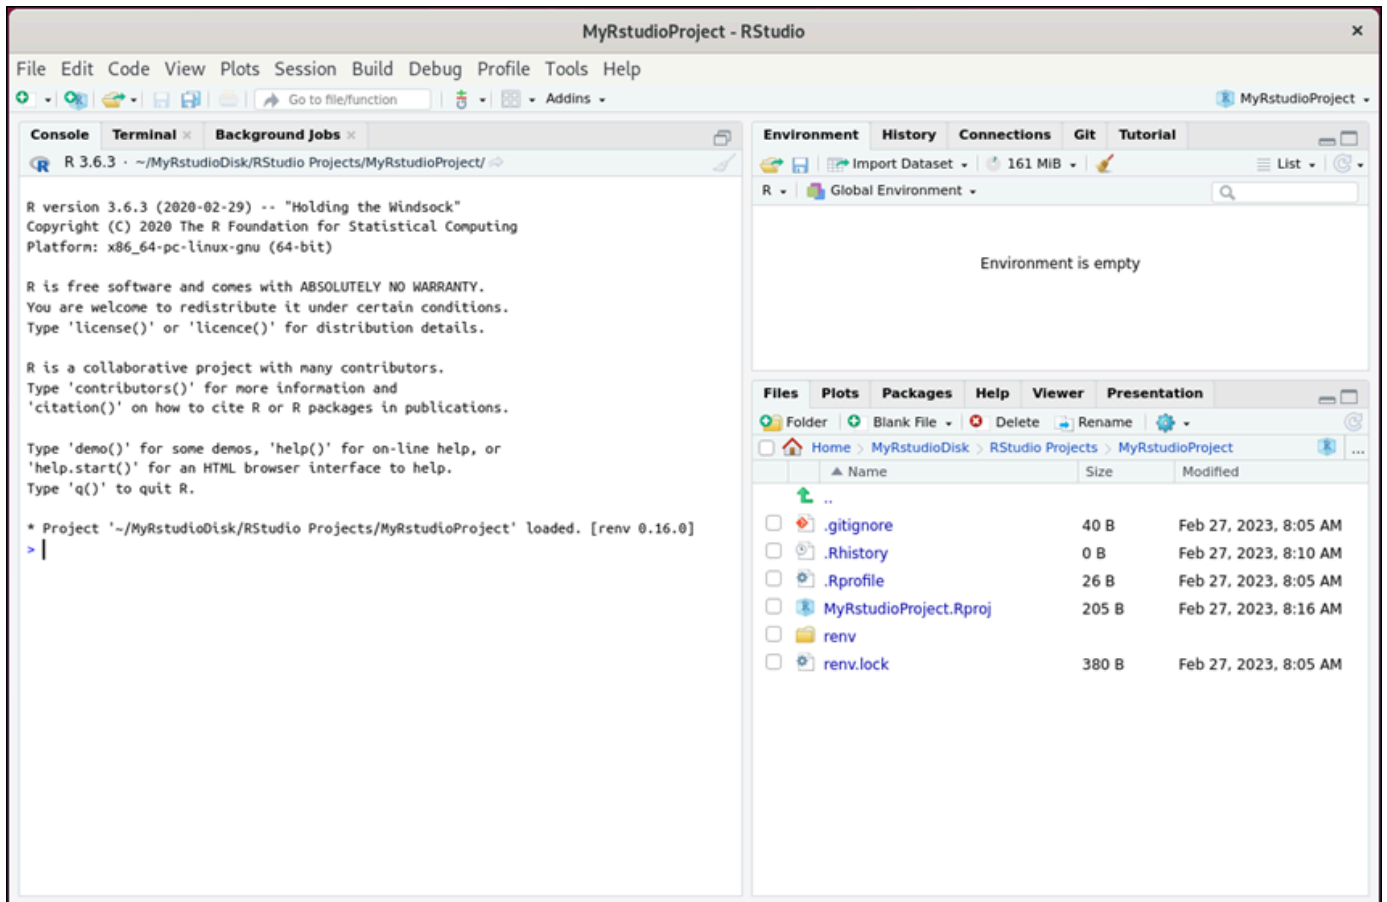 MyRstudioProject - RStudio
File Edit Code View Plots Session Build Debug Profile Tools Help
Go to file/function Addins MyRstudioProject
Console Terminal Background Jobs
R 3.6.3 · ~/MyRstudioDisk/RStudio Projects/MyRstudioProject/
R version 3.6.3 (2020-02-29) -- "Holding the Windsock"
Copyright (C) 2020 The R Foundation for Statistical Computing
Platform: x86_64-pc-linux-gnu (64-bit)
R is free software and comes with ABSOLUTELY NO WARRANTY.
You are welcome to redistribute it under certain conditions.
Type 'license()' or 'licence()' for distribution details.
R is a collaborative project with many contributors.
Type 'contributors()' for more information and
'citation()' on how to cite R or R packages in publications.
Type 'demo()' for some demos, 'help()' for on-line help, or
'help.start()' for an HTML browser interface to help.
Type 'q()' to quit R.
* Project '~/MyRstudioDisk/RStudio Projects/MyRstudioProject' loaded. [renv 0.16.0]
>
Environment History Connections Git Tutorial
Import Dataset 161 MiB List
R Global Environment
Environment is empty
Files Plots Packages Help Viewer Presentation
Folder Blank File Delete Rename
Home MyRstudioDisk RStudio Projects MyRstudioProject ...
Name Size Modified
..
.gitignore 40 B Feb 27, 2023, 8:05 AM
.Rhistory 0 B Feb 27, 2023, 8:10 AM
.Rprofile 26 B Feb 27, 2023, 8:05 AM
MyRstudioProject.Rproj 205 B Feb 27, 2023, 8:16 AM
renv
renv.lock 380 B Feb 27, 2023, 8:05 AM